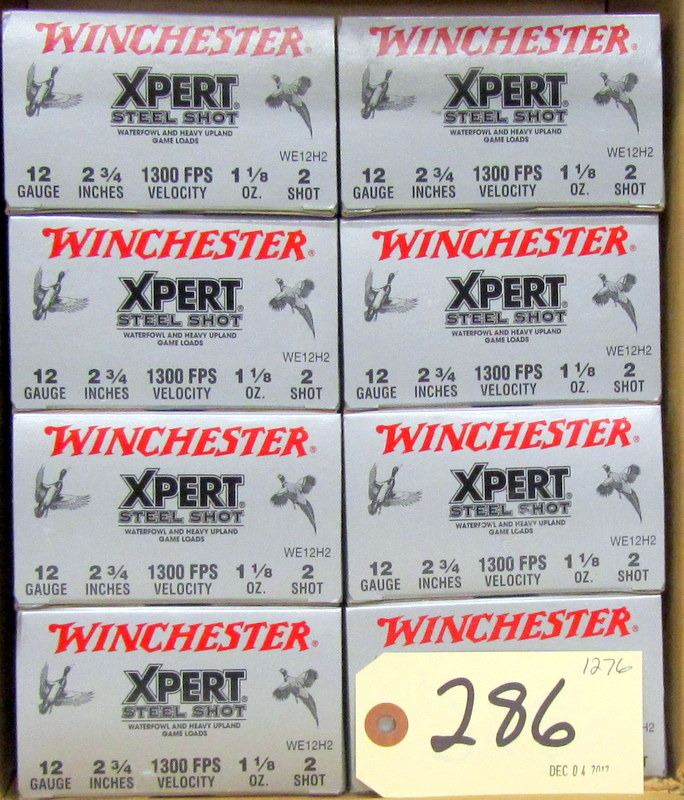 WINCHESTER®
XPERT®
STEEL SHOT
WATERFOWL AND HEAVY UPLAND
GAME LOADS
WE12H2
12 2 3/4 1300 FPS 1 1/8 2
GAUGE INCHES VELOCITY OZ. SHOT
WINCHESTER®
XPERT®
STEEL SHOT
WATERFOWL AND HEAVY UPLAND
GAME LOADS
WE12H2
12 2 3/4 1300 FPS 1 1/8 2
GAUGE INCHES VELOCITY OZ. SHOT
WINCHESTER®
XPERT®
STEEL SHOT
WATERFOWL AND HEAVY UPLAND
GAME LOADS
WE12H2
12 2 3/4 1300 FPS 1 1/8 2
GAUGE INCHES VELOCITY OZ. SHOT
WINCHESTER®
XPERT®
STEEL SHOT
WATERFOWL AND HEAVY UPLAND
GAME LOADS
WE12H2
12 2 3/4 1300 FPS 1 1/8 2
GAUGE INCHES VELOCITY OZ. SHOT
WINCHESTER®
XPERT®
STEEL SHOT
WATERFOWL AND HEAVY UPLAND
GAME LOADS
WE12H2
12 2 3/4 1300 FPS 1 1/8 2
GAUGE INCHES VELOCITY OZ. SHOT
WINCHESTER®
XPERT®
STEEL SHOT
WATERFOWL AND HEAVY UPLAND
GAME LOADS
WE12H2
12 2 3/4 1300 FPS 1 1/8 2
GAUGE INCHES VELOCITY OZ. SHOT
WINCHESTER®
XPERT®
STEEL SHOT
WATERFOWL AND HEAVY UPLAND
GAME LOADS
WE12H2
12 2 3/4 1300 FPS 1 1/8 2
GAUGE INCHES VELOCITY OZ. SHOT
WINCHESTER®
1276
286
DEC 04